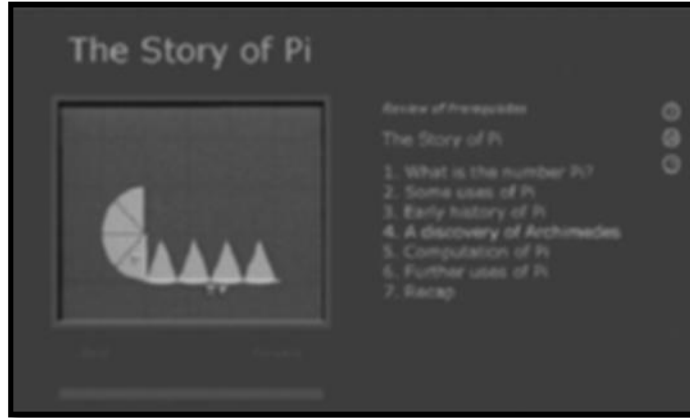 The Story of Pi
Review of Prerequisites
The Story of Pi
1. What is the number Pi?
2. Some uses of Pi
3. Early history of Pi
4. A discovery of Archimedes
5. Computation of Pi
6. Further uses of Pi
7. Recap